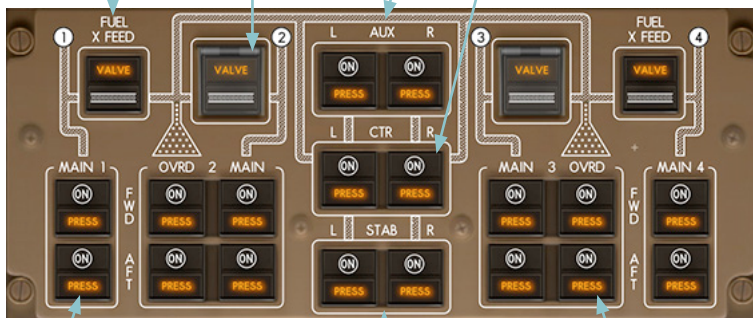 FUEL X FEED
1
VALVE
2
VALVE
L AUX R
ON ON
PRESS PRESS
3
VALVE
FUEL X FEED
4
VALVE
L CTR R
ON ON
PRESS PRESS
L STAB R
ON ON
PRESS PRESS
MAIN 1
ON
PRESS
FWD
ON
PRESS
AFT
OVRD 2 MAIN
ON ON
PRESS PRESS
ON ON
PRESS PRESS
MAIN 3 OVRD
ON ON
PRESS PRESS
ON ON
PRESS PRESS
FWD
AFT
MAIN 4
ON
PRESS
ON
PRESS